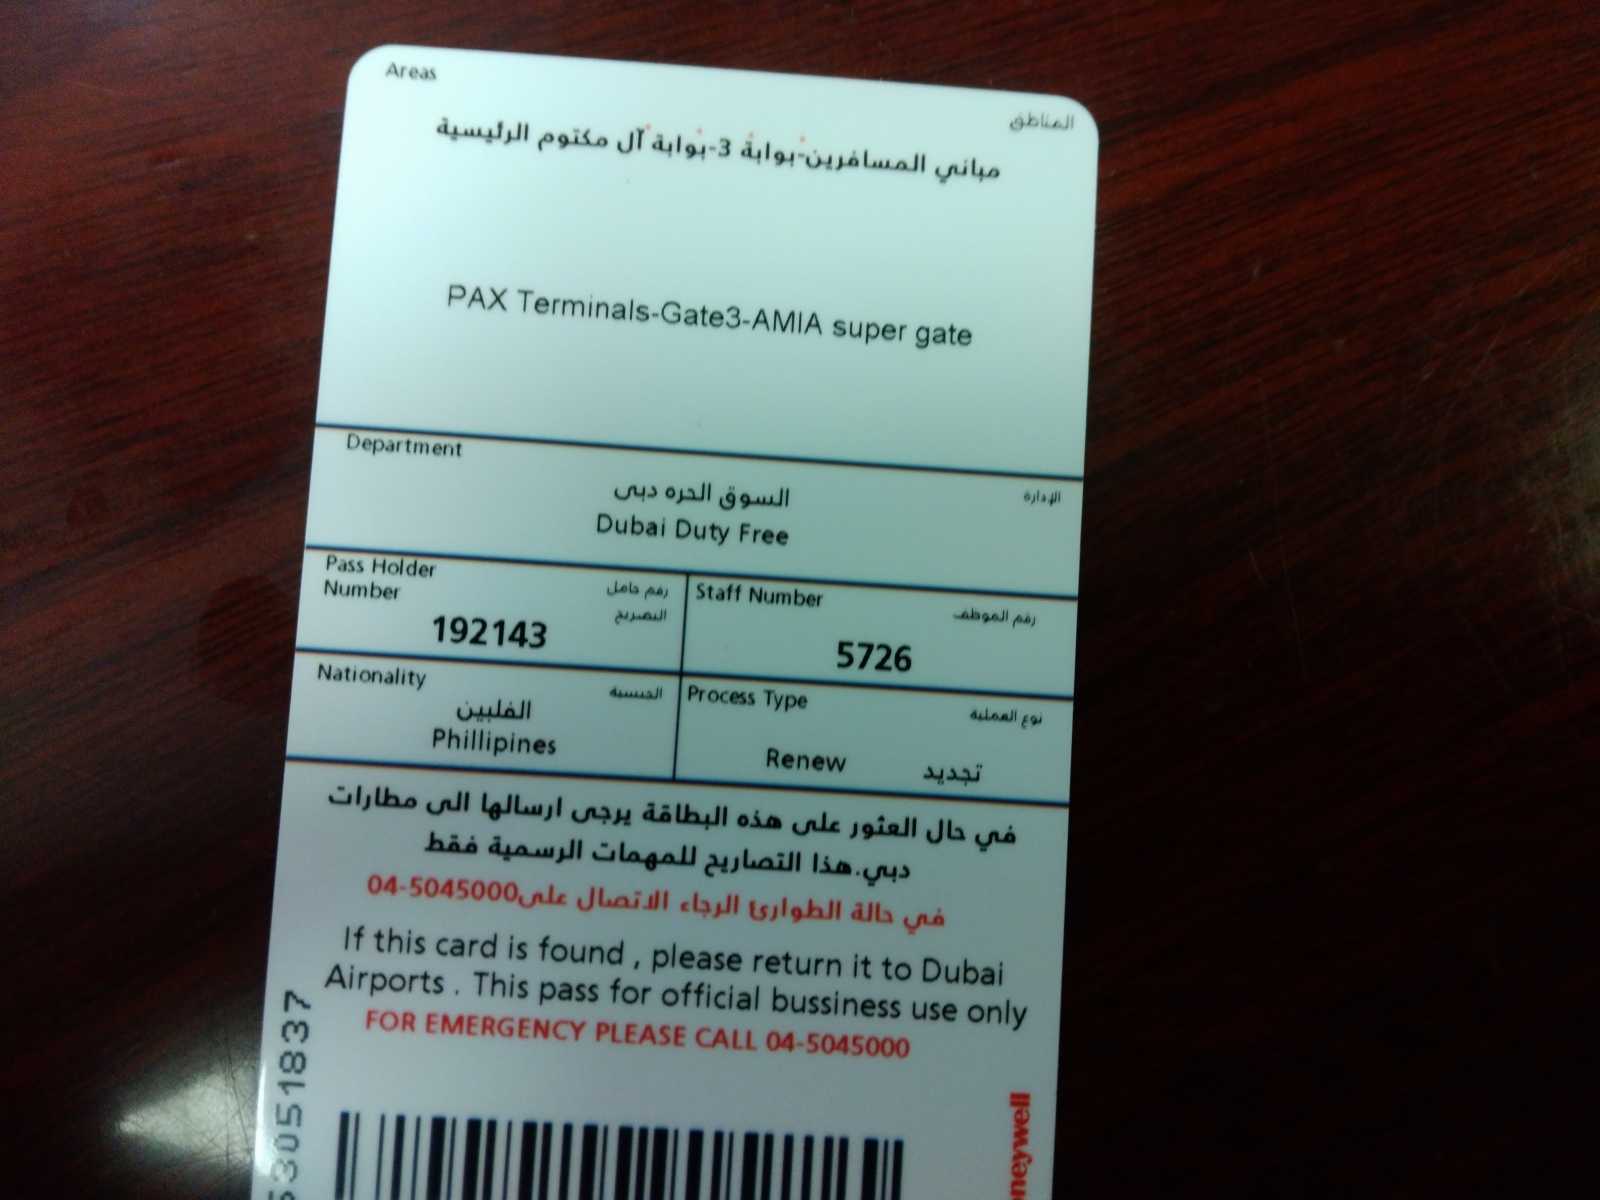 Areas
المناطق
مباني المسافرين-بوابة 3-بوابة آل مكتوم الرئيسية
PAX Terminals-Gate3-AMIA super gate
Department
الإدارة
السوق الحره دبى
Dubai Duty Free
Pass Holder
Number
رقم حامل
التصريح
192143
Staff Number
رقم الموظف
5726
Nationality
الجنسية
الفلبين
Phillipines
Process Type
نوع العملية
Renew تجديد
في حال العثور على هذه البطاقة يرجى ارسالها الى مطارات
دبي.هذا التصاريح للمهمات الرسمية فقط
في حالة الطوارئ الرجاء الاتصال على04-5045000
If this card is found , please return it to Dubai
Airports . This pass for official bussiness use only
FOR EMERGENCY PLEASE CALL 04-5045000
53051837
neywell